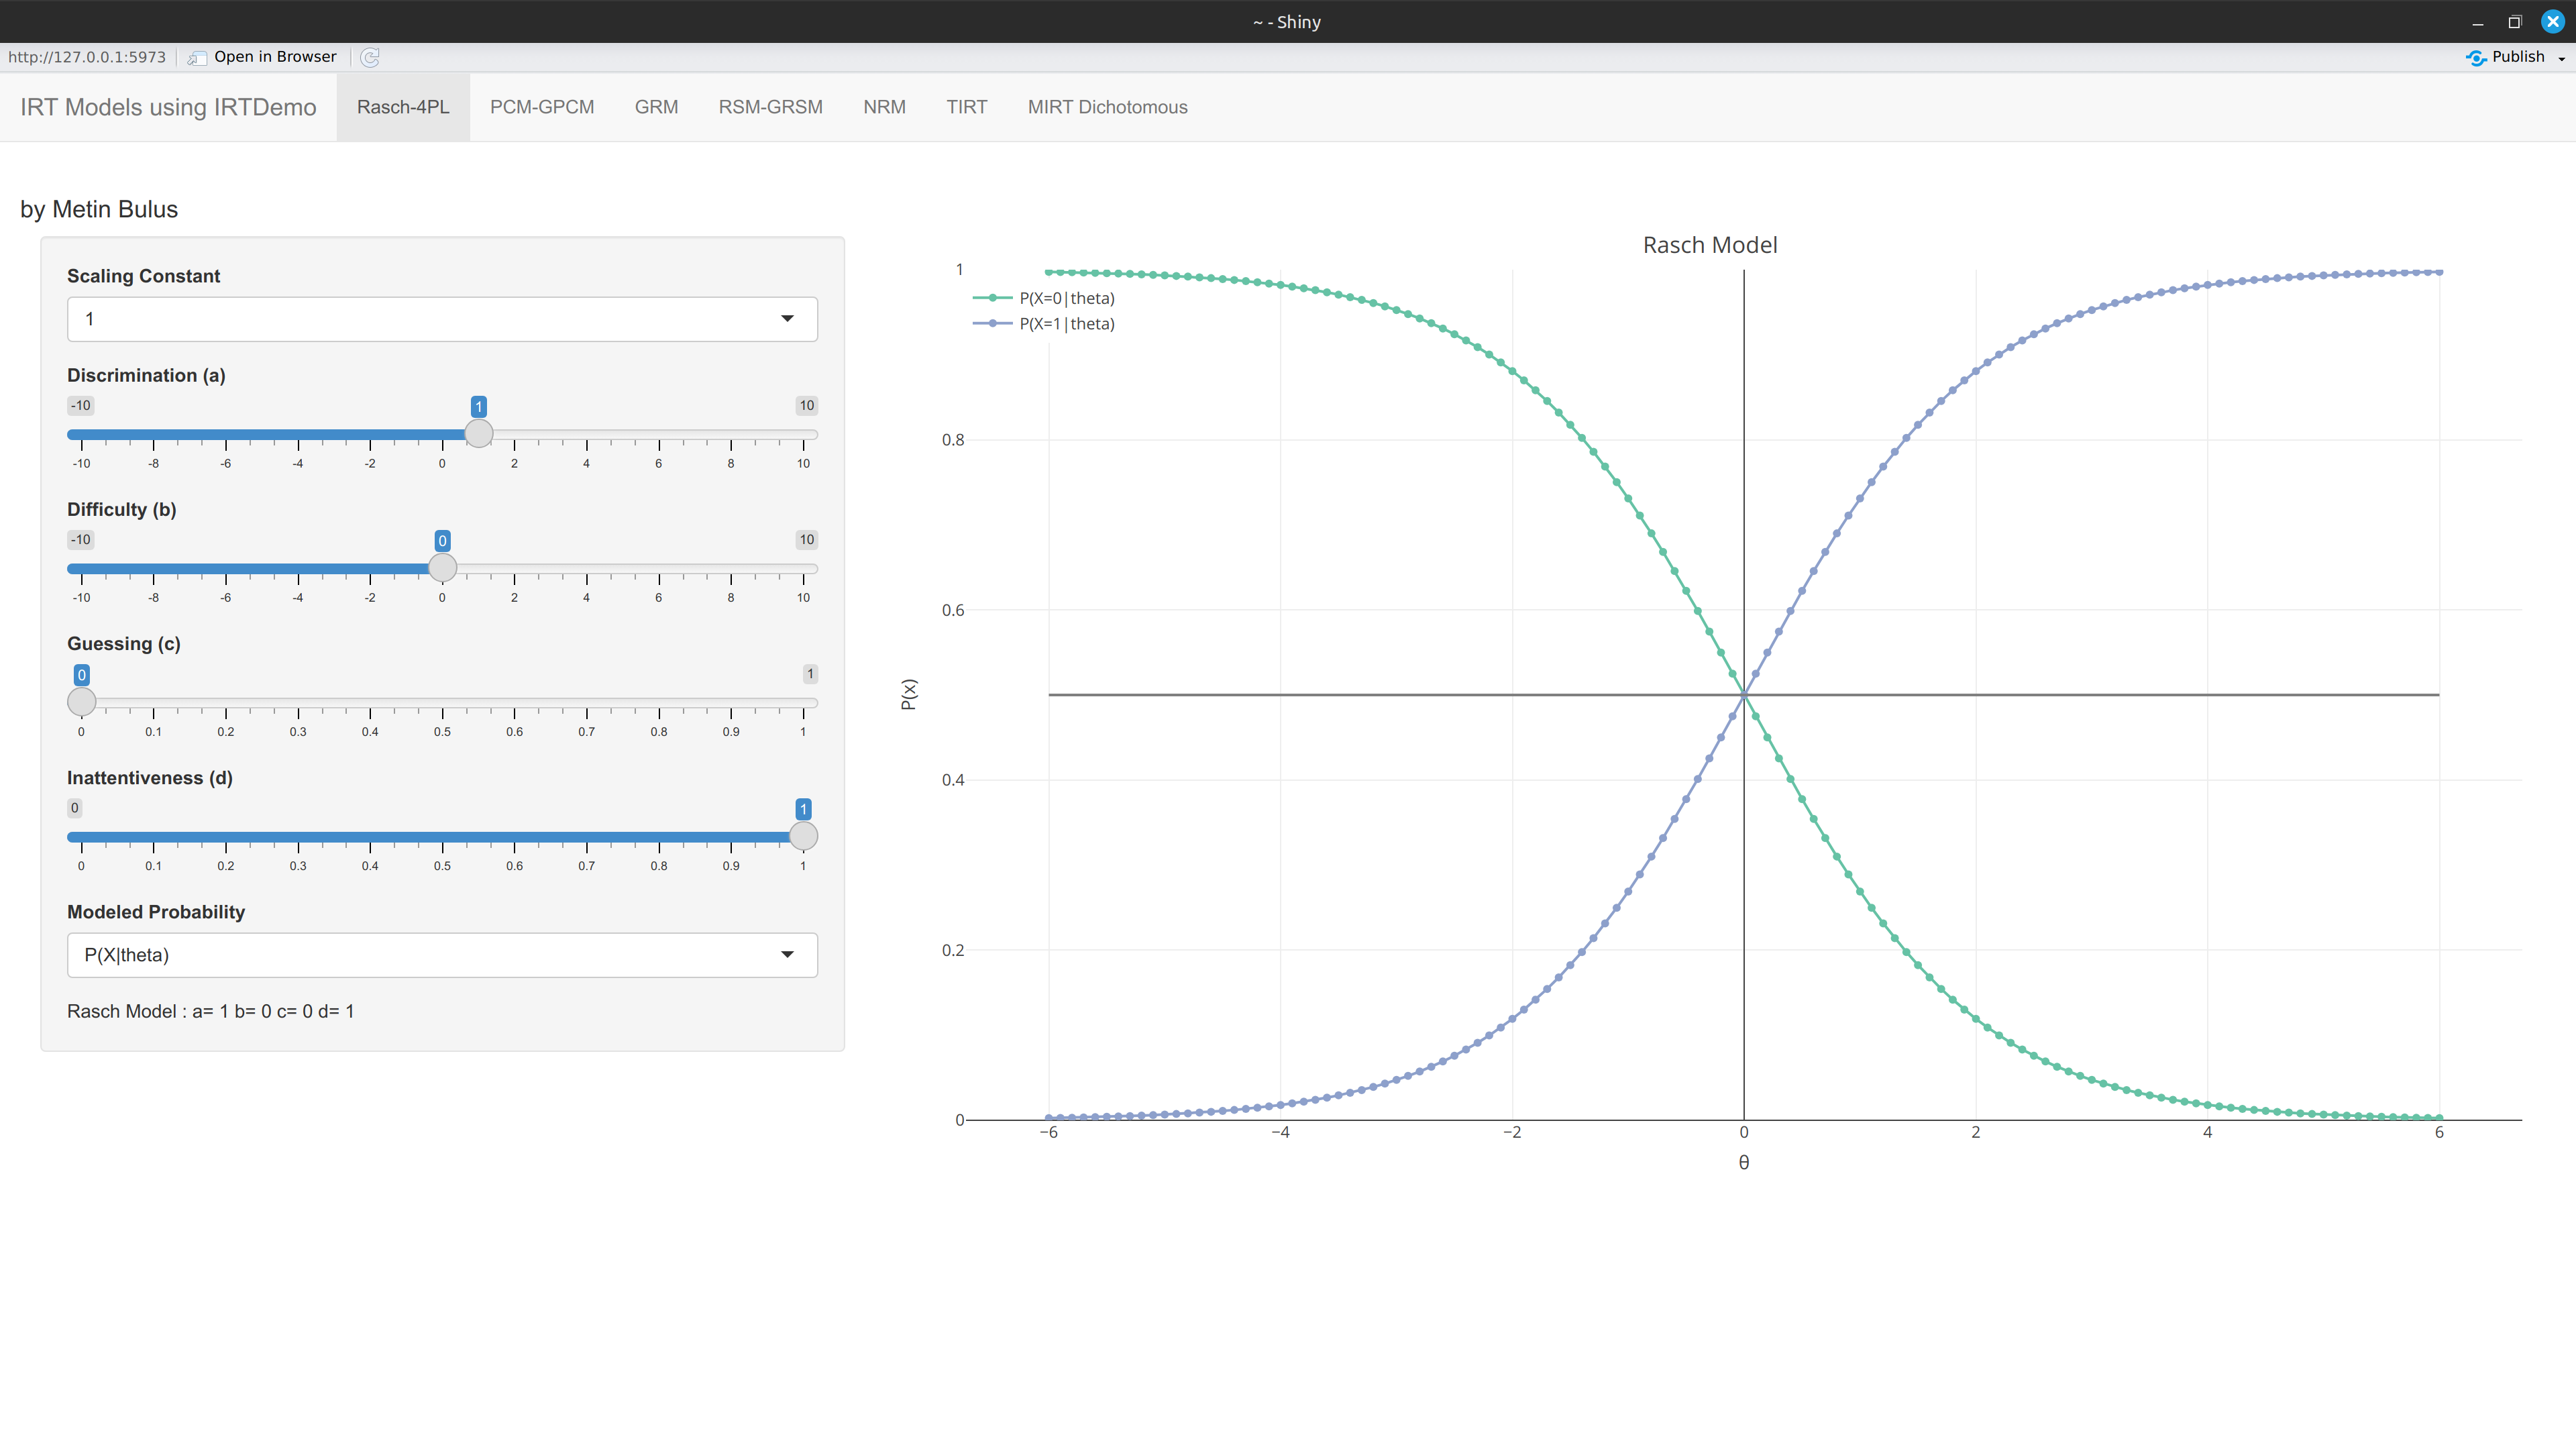 ~ - Shiny
http://127.0.0.1:5973 Open in Browser Publish
IRT Models using IRTDemo Rasch-4PL PCM-GPCM GRM RSM-GRSM NRM TIRT MIRT Dichotomous
by Metin Bulus
Scaling Constant
1
Discrimination (a)
-10 1 10
-10 -8 -6 -4 -2 0 2 4 6 8 10
Difficulty (b)
-10 0 10
-10 -8 -6 -4 -2 0 2 4 6 8 10
Guessing (c)
0 1
0 0.1 0.2 0.3 0.4 0.5 0.6 0.7 0.8 0.9 1
Inattentiveness (d)
0 1
0 0.1 0.2 0.3 0.4 0.5 0.6 0.7 0.8 0.9 1
Modeled Probability
P(X|theta)
Rasch Model : a= 1 b= 0 c= 0 d= 1
Rasch Model
P(X=0|theta)
P(X=1|theta)
1
0.8
0.6
0.4
0.2
0
P(x)
−6 −4 −2 0 2 4 6
θ